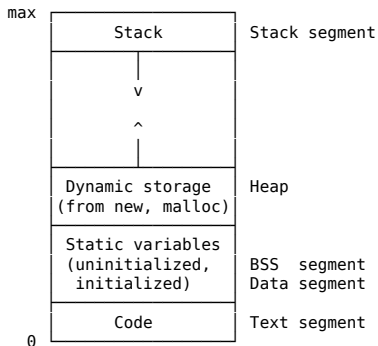 max
Stack Stack segment
v
^
Dynamic storage Heap
(from new, malloc)
Static variables
(uninitialized, BSS segment
initialized) Data segment
Code Text segment
0